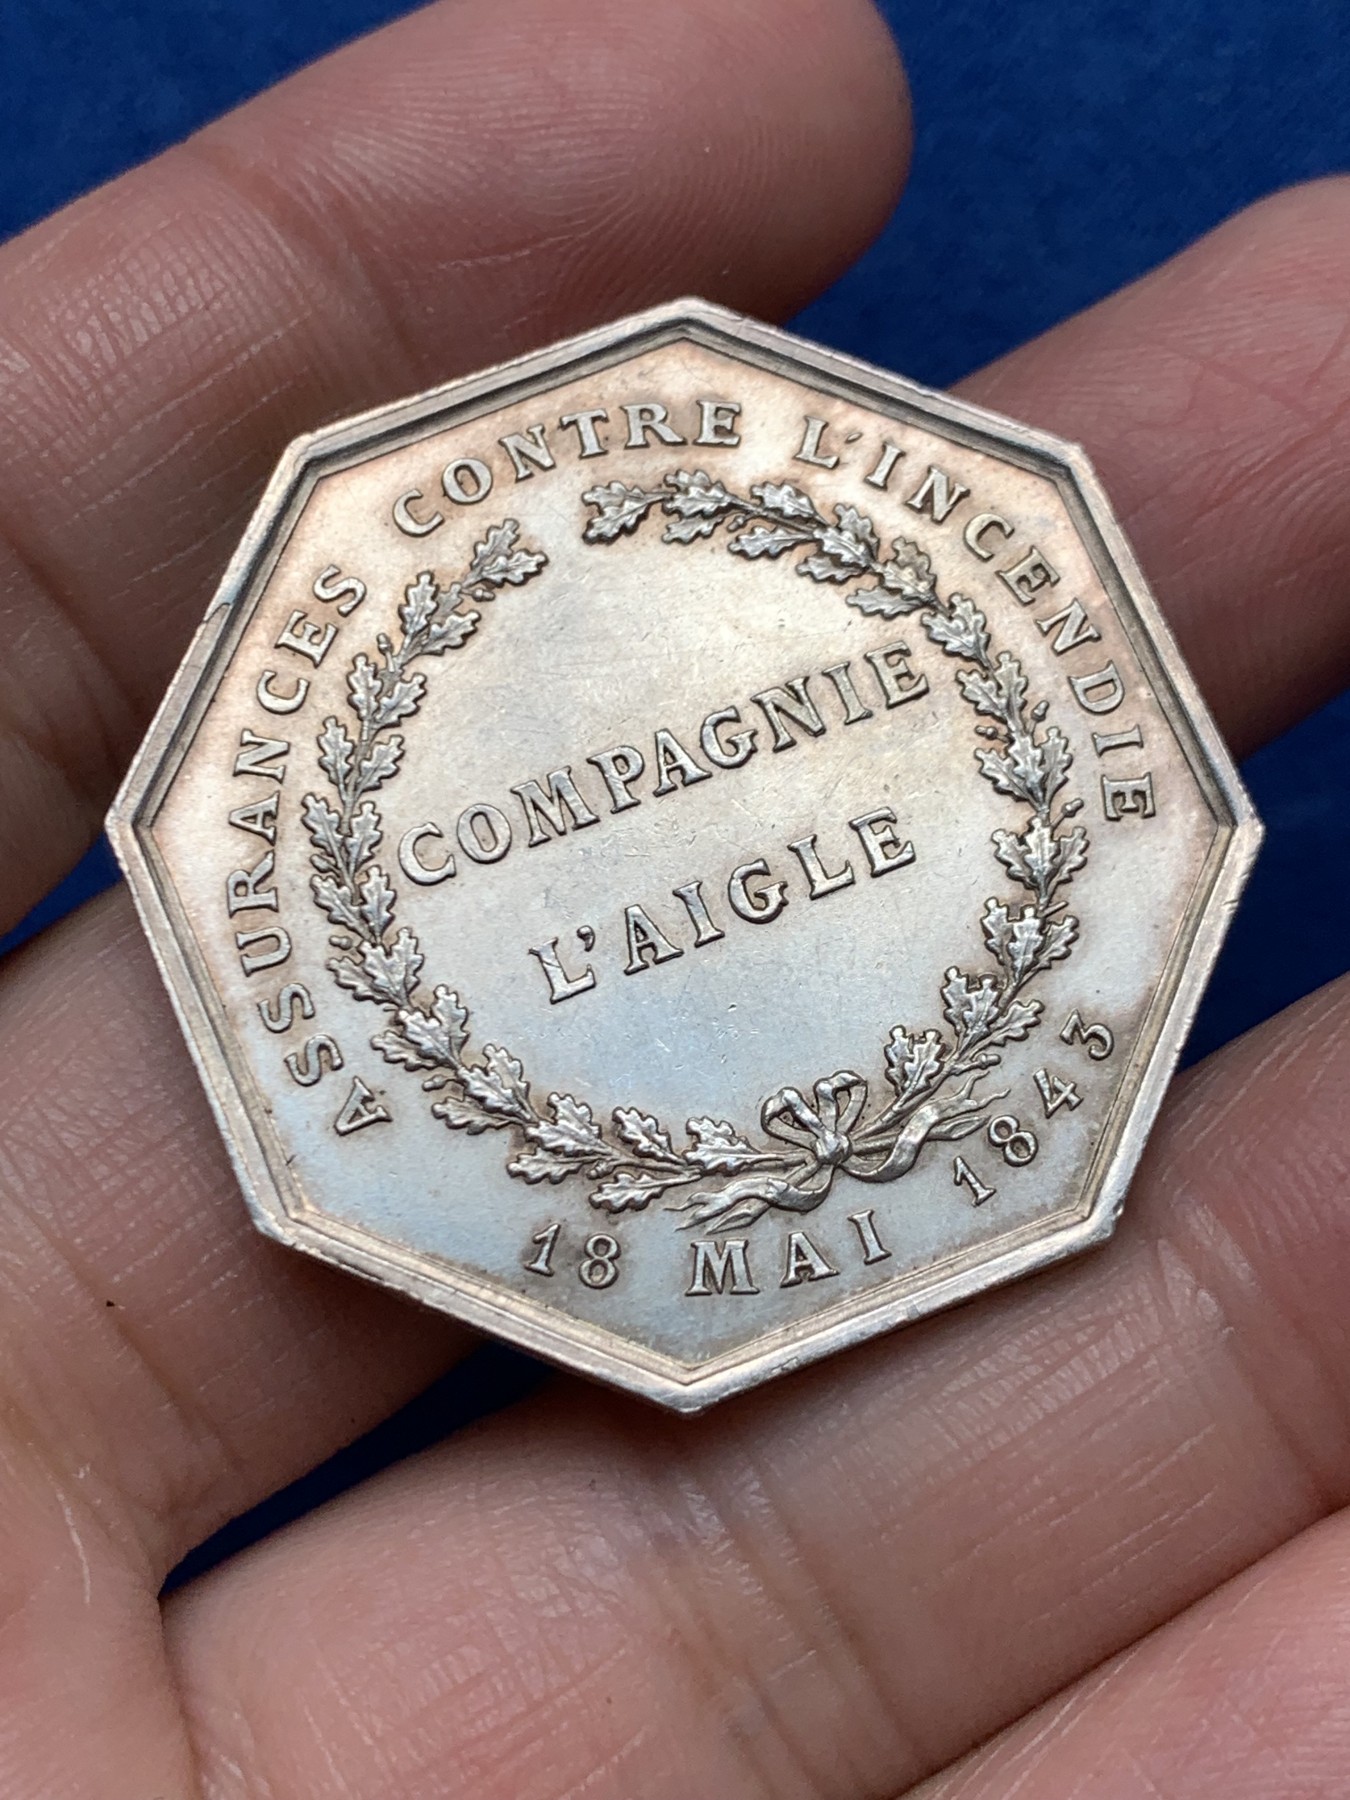 ASSURANCES CONTRE L'INCENDIE
COMPAGNIE
L'AIGLE
18 MAI 1843